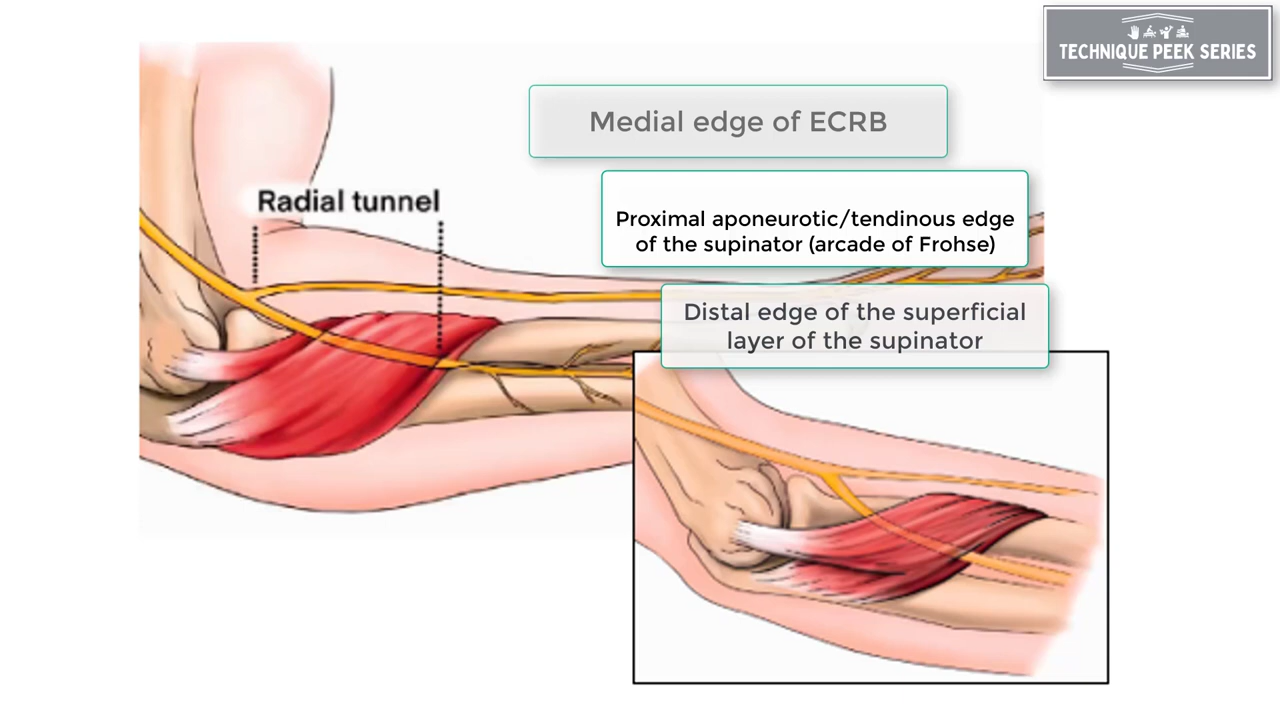 TECHNIQUE PEEK SERIES
Medial edge of ECRB
Radial tunnel
Proximal aponeurotic/tendinous edge
of the supinator (arcade of Frohse)
Distal edge of the superficial
layer of the supinator